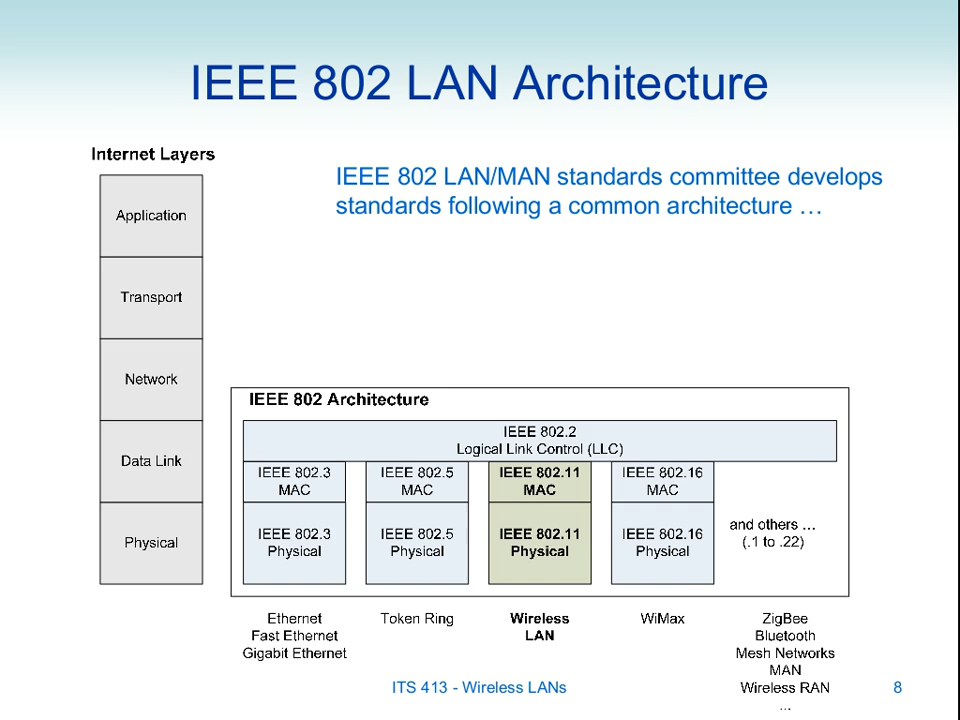 IEEE 802 LAN Architecture
Internet Layers
IEEE 802 LAN/MAN standards committee develops
standards following a common architecture …
Application
Transport
Network
Data Link
Physical
IEEE 802 Architecture
IEEE 802.2
Logical Link Control (LLC)
IEEE 802.3
MAC
IEEE 802.5
MAC
IEEE 802.11
MAC
IEEE 802.16
MAC
IEEE 802.3
Physical
IEEE 802.5
Physical
IEEE 802.11
Physical
IEEE 802.16
Physical
and others …
(.1 to .22)
Ethernet
Fast Ethernet
Gigabit Ethernet
Token Ring
Wireless
LAN
WiMax
ZigBee
Bluetooth
Mesh Networks
MAN
Wireless RAN
...
ITS 413 - Wireless LANs
8